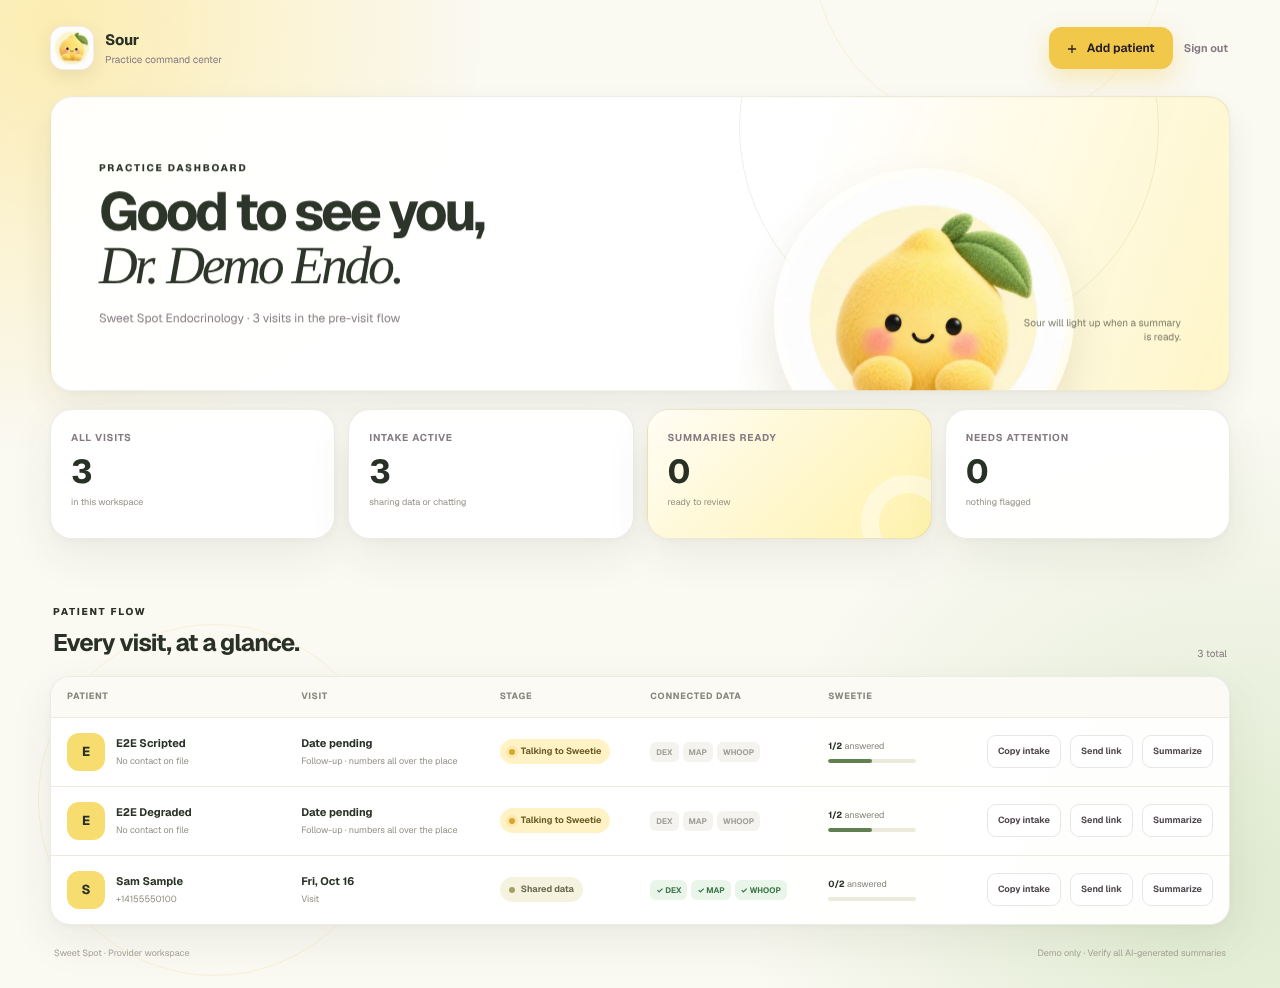 Sour
Practice command center
+ Add patient
Sign out
PRACTICE DASHBOARD
Good to see you,
Dr. Demo Endo.
Sweet Spot Endocrinology · 3 visits in the pre-visit flow
Sour will light up when a summary
is ready.
ALL VISITS
3
in this workspace
INTAKE ACTIVE
3
sharing data or chatting
SUMMARIES READY
0
ready to review
NEEDS ATTENTION
0
nothing flagged
PATIENT FLOW
Every visit, at a glance.
3 total
PATIENT VISIT STAGE CONNECTED DATA SWEETIE
E E2E Scripted
No contact on file
Date pending
Follow-up · numbers all over the place
Talking to Sweetie
DEX MAP WHOOP
1/2 answered
Copy intake Send link Summarize
E E2E Degraded
No contact on file
Date pending
Follow-up · numbers all over the place
Talking to Sweetie
DEX MAP WHOOP
1/2 answered
Copy intake Send link Summarize
S Sam Sample
+14155550100
Fri, Oct 16
Visit
Shared data
✓ DEX ✓ MAP ✓ WHOOP
0/2 answered
Copy intake Send link Summarize
Sweet Spot · Provider workspace
Demo only · Verify all AI-generated summaries